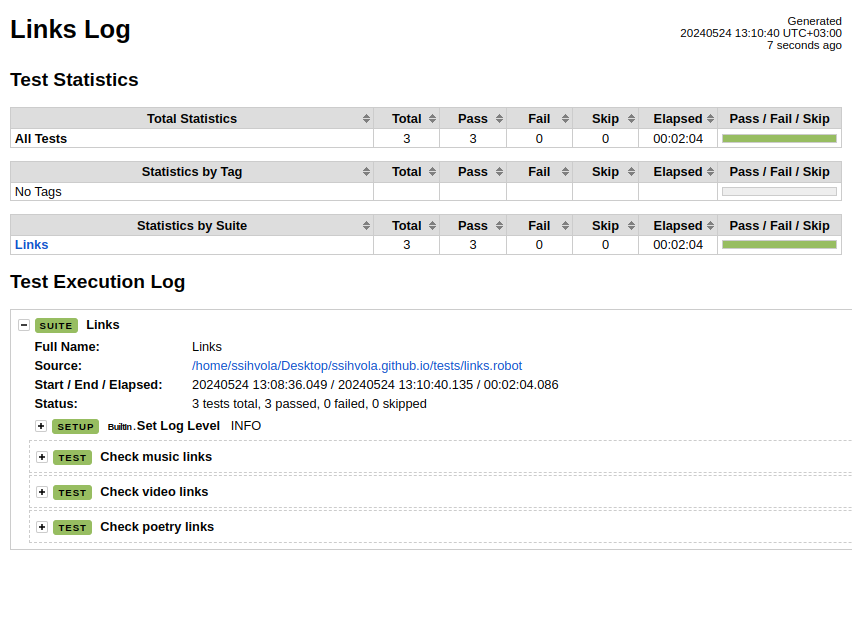 Links Log
Generated
20240524 13:10:40 UTC+03:00
7 seconds ago
Test Statistics
Total Statistics Total Pass Fail Skip Elapsed Pass / Fail / Skip
All Tests 3 3 0 0 00:02:04
Statistics by Tag Total Pass Fail Skip Elapsed Pass / Fail / Skip
No Tags
Statistics by Suite Total Pass Fail Skip Elapsed Pass / Fail / Skip
Links 3 3 0 0 00:02:04
Test Execution Log
SUITE Links
Full Name: Links
Source: /home/ssihvola/Desktop/ssihvola.github.io/tests/links.robot
Start / End / Elapsed: 20240524 13:08:36.049 / 20240524 13:10:40.135 / 00:02:04.086
Status: 3 tests total, 3 passed, 0 failed, 0 skipped
SETUP BuiltIn.Set Log Level INFO
TEST Check music links
TEST Check video links
TEST Check poetry links